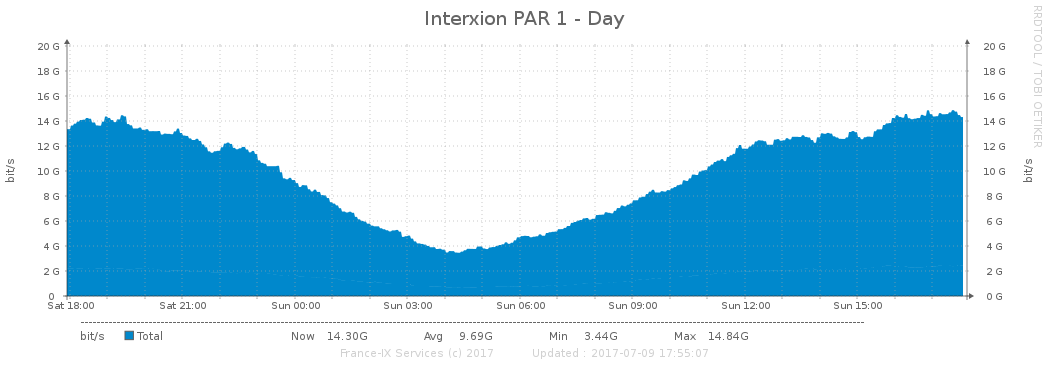 Interxion PAR 1 - Day
RRDTOOL / TOBI OETIKER
bit/s
20 G
18 G
16 G
14 G
12 G
10 G
8 G
6 G
4 G
2 G
0
20 G
18 G
16 G
14 G
12 G
10 G
8 G
6 G
4 G
2 G
0 G
bit/s
Sat 18:00 Sat 21:00 Sun 00:00 Sun 03:00 Sun 06:00 Sun 09:00 Sun 12:00 Sun 15:00
bit/s Total Now 14.30G Avg 9.69G Min 3.44G Max 14.84G
France-IX Services (c) 2017 Updated : 2017-07-09 17:55:07